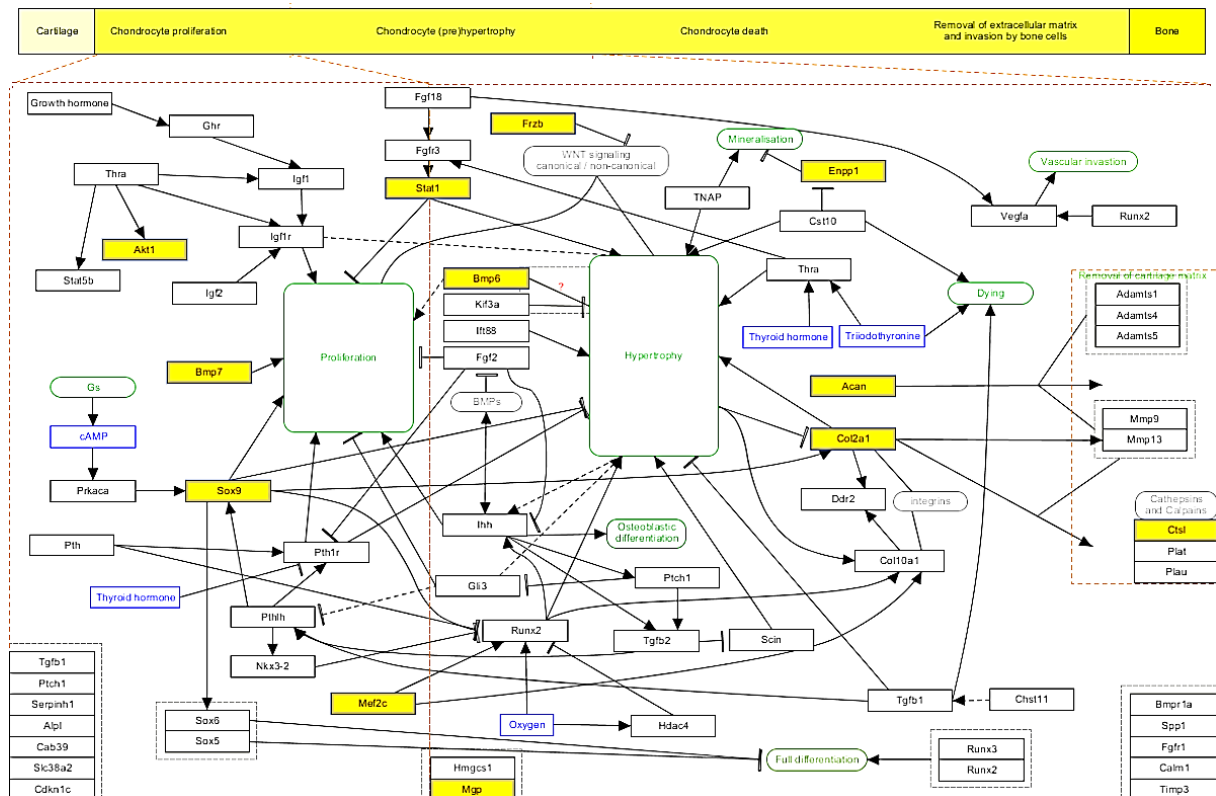 Cartilage
Chondrocyte proliferation
Chondrocyte (pre)hypertrophy
Chondrocyte death
Removal of extracellular matrix
and invasion by bone cells
Bone
Growth hormone
Ghr
Fgf18
Frzb
Fgfr3
WNT signaling
canonical / non-canonical
Mineralisation
Enpp1
Vascular invastion
Thra
Igf1
Stat1
TNAP
Cst10
Vegfa
Runx2
Akt1
Igf1r
Stat5b
Igf2
Bmp6
?
Thra
Removal of cartilage matrix
Kif3a
Ift88
Fgf2
Dying
Adamts1
Adamts4
Adamts5
Thyroid hormone
Triiodothyronine
Proliferation
Hypertrophy
Bmp7
Gs
BMPs
Acan
cAMP
Mmp9
Mmp13
Col2a1
Prkaca
Sox9
Ddr2
integrins
Cathepsins
and Calpains
Ctsl
Plat
Plau
Ihh
Osteoblastic
differentiation
Pth
Pth1r
Col10a1
Thyroid hormone
Gli3
Ptch1
Pthlh
Runx2
Tgfb2
Scin
Nkx3-2
Mef2c
Tgfb1
Chst11
Oxygen
Hdac4
Sox6
Sox5
Full differentiation
Runx3
Runx2
Tgfb1
Ptch1
Serpinh1
Alpl
Cab39
Slc38a2
Cdkn1c
Hmgcs1
Mgp
Bmpr1a
Spp1
Fgfr1
Calm1
Timp3